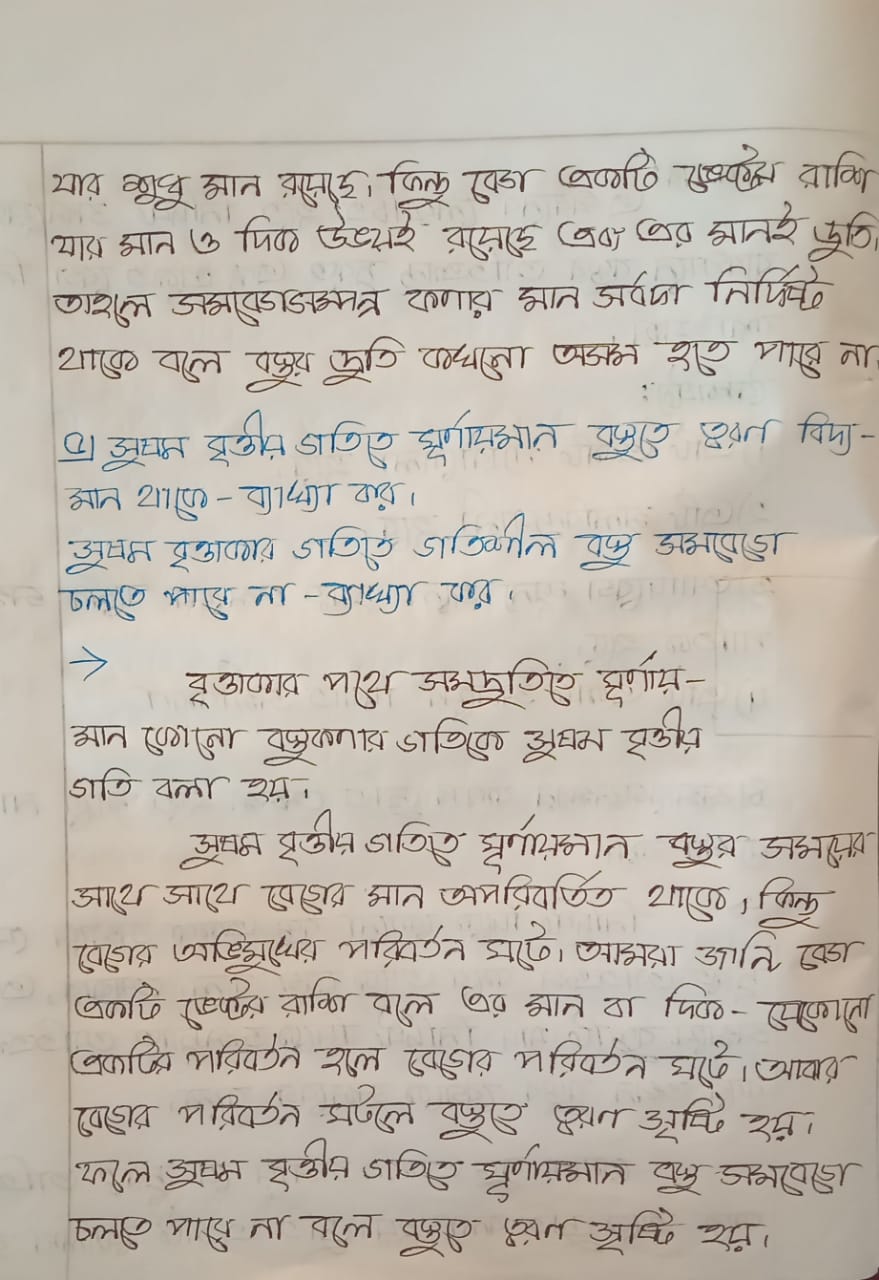 যার শুধু মান রয়েছে। কিন্তু বেগ একটি ভেক্টর রাশি
যার মান ও দিক উভয়ই রয়েছে এবং এর মানই দ্রুতি।
তাহলে সমবেগসম্পন্ন কণার মান সর্বদা নির্দিষ্ট
থাকে বলে বস্তুর দ্রুতি কখনো অসম হতে পারে না।
সুষম বৃত্তীয় গতিতে ঘূর্ণায়মান বস্তুতে ত্বরণ বিদ্য-
মান থাকে - ব্যাখ্যা কর।
সুষম বৃত্তাকার গতিতে গতিশীল বস্তু সমবেগে
চলতে পারে না - ব্যাখ্যা কর।
→
বৃত্তাকার পথে সমদ্রুতিতে ঘূর্ণায়-
মান কোনো বস্তুকণার গতিকে সুষম বৃত্তীয়
গতি বলা হয়।
সুষম বৃত্তীয় গতিতে ঘূর্ণায়মান বস্তুর সময়ের
সাথে সাথে বেগের মান অপরিবর্তিত থাকে, কিন্তু
বেগের অভিমুখের পরিবর্তন ঘটে। আমরা জানি, বেগ
একটি ভেক্টর রাশি বলে এর মান বা দিক- যেকোনো
একটির পরিবর্তন হলে বেগের পরিবর্তন ঘটে। আবার
বেগের পরিবর্তন ঘটলে বস্তুতে ত্বরণ সৃষ্টি হয়।
ফলে সুষম বৃত্তীয় গতিতে ঘূর্ণায়মান বস্তু সমবেগে
চলতে পারে না বলে বস্তুতে ত্বরণ সৃষ্টি হয়।